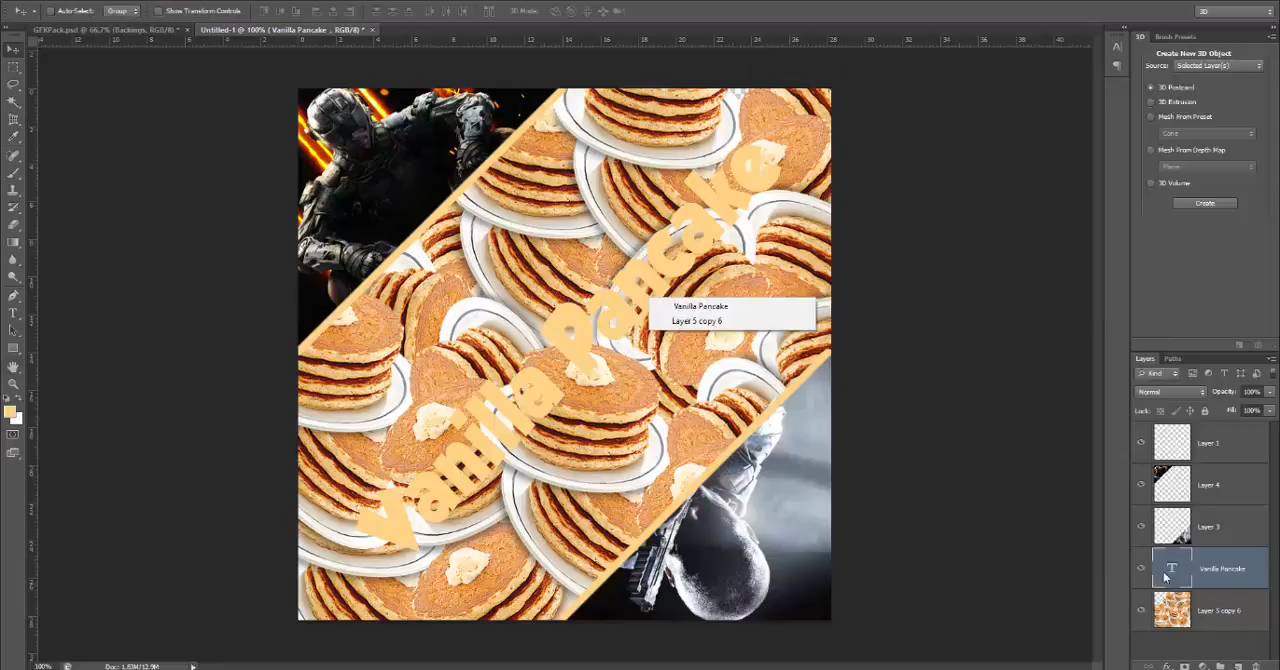 Auto-Select:
Group
Show Transform Controls
3D Mode:
3D
GFXPack.psd @ 66,7% (Backings, RGB/8) *
Untitled-1 @ 100% ( Vanilla Pancake , RGB/8) *
3D
Brush Presets
Create New 3D Object
Source:
Selected Layer(s)
3D Postcard
3D Extrusion
Mesh From Preset
Cone
Mesh From Depth Map
Plane
3D Volume
Create
Vanilla Pancake
Vanilla Pancake
Layer 5 copy 6
Layers
Paths
Kind
Normal
Opacity:
100%
Lock:
Fill:
100%
Layer 1
Layer 4
Layer 3
Vanilla Pancake
Layer 5 copy 6
100%
Doc: 1.83M/12.9M